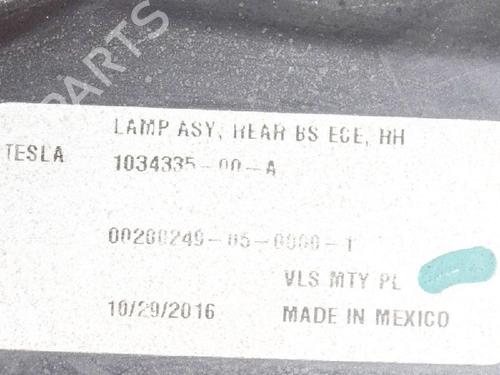 LAMP ASY, REAR BS ECE, RH
TESLA 1034335-00-A
00200249-05-0000-1
VLS MTY PL
10/29/2016 MADE IN MEXICO